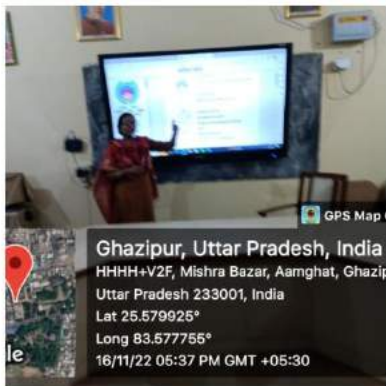 GPS Map
Ghazipur, Uttar Pradesh, India
HHHH+V2F, Mishra Bazar, Aamghat, Ghazip
Uttar Pradesh 233001, India
Lat 25.579925°
Long 83.577755°
le
16/11/22 05:37 PM GMT +05:30